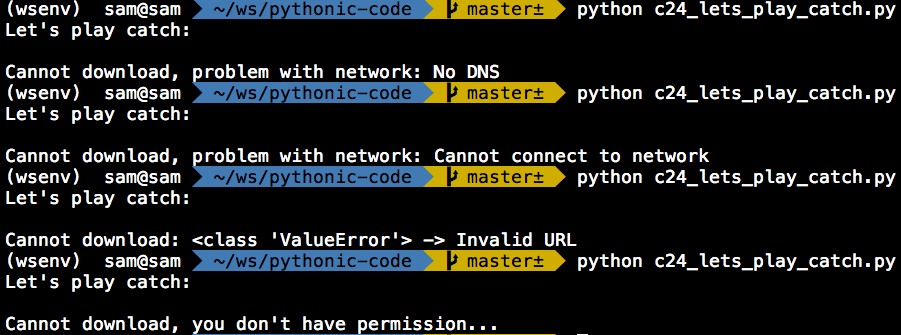 (wsenv) sam@sam ~/ws/pythonic-code master± python c24_lets_play_catch.py
Let's play catch:
Cannot download, problem with network: No DNS
(wsenv) sam@sam ~/ws/pythonic-code master± python c24_lets_play_catch.py
Let's play catch:
Cannot download, problem with network: Cannot connect to network
(wsenv) sam@sam ~/ws/pythonic-code master± python c24_lets_play_catch.py
Let's play catch:
Cannot download: <class 'ValueError'> -> Invalid URL
(wsenv) sam@sam ~/ws/pythonic-code master± python c24_lets_play_catch.py
Let's play catch:
Cannot download, you don't have permission...